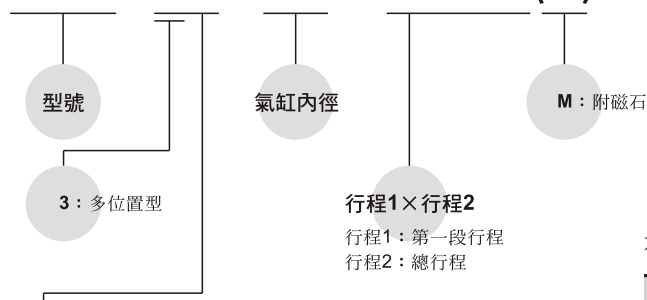 型號
氣缸內徑
M：附磁石
3：多位置型
行程1×行程2
行程1：第一段行程
行程2：總行程